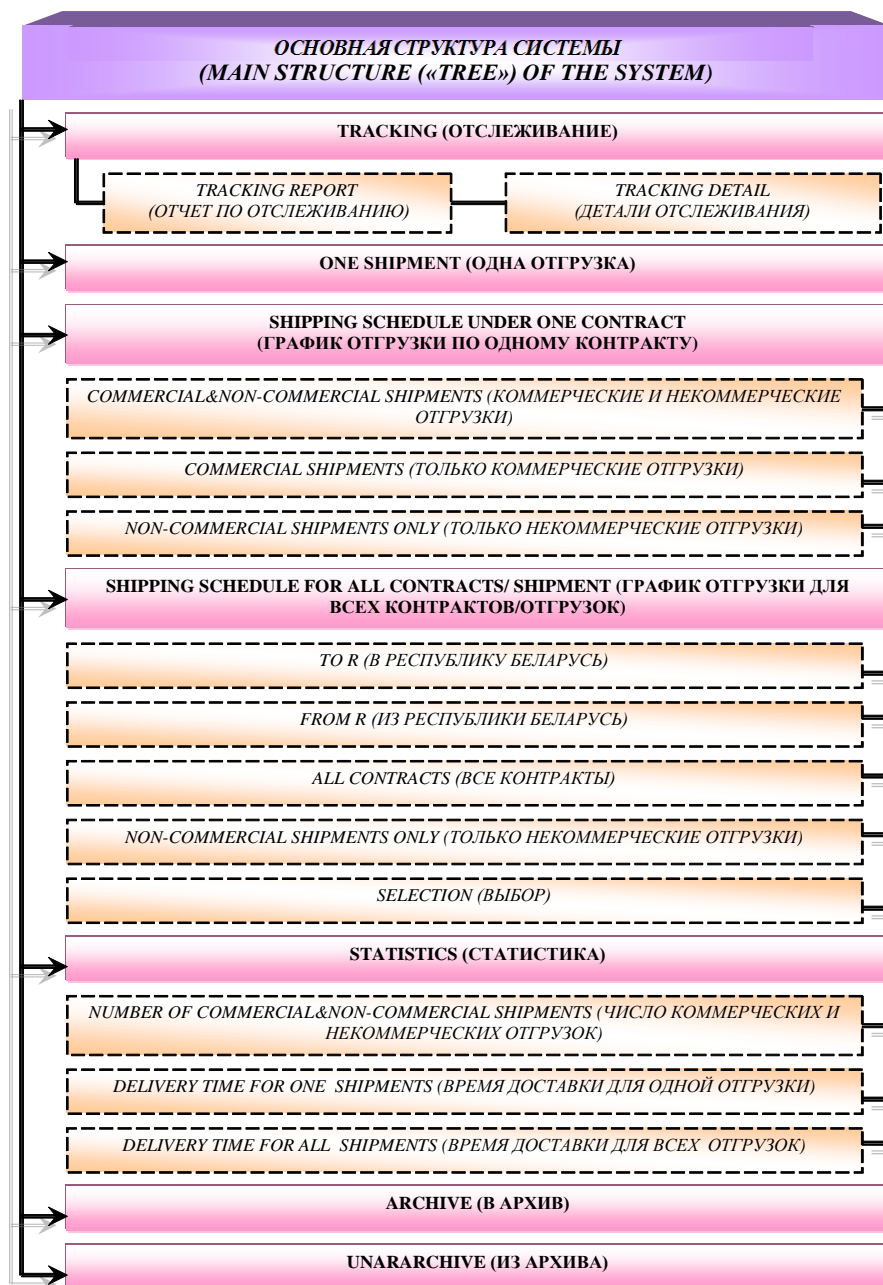 ОСНОВНАЯ СТРУКТУРА СИСТЕМЫ
(MAIN STRUCTURE («TREE») OF THE SYSTEM)
TRACKING (ОТСЛЕЖИВАНИЕ)
TRACKING REPORT
(ОТЧЕТ ПО ОТСЛЕЖИВАНИЮ)
TRACKING DETAIL
(ДЕТАЛИ ОТСЛЕЖИВАНИЯ)
ONE SHIPMENT (ОДНА ОТГРУЗКА)
SHIPPING SCHEDULE UNDER ONE CONTRACT
(ГРАФИК ОТГРУЗКИ ПО ОДНОМУ КОНТРАКТУ)
COMMERCIAL&NON-COMMERCIAL SHIPMENTS (КОММЕРЧЕСКИЕ И НЕКОММЕРЧЕСКИЕ
ОТГРУЗКИ)
COMMERCIAL SHIPMENTS (ТОЛЬКО КОММЕРЧЕСКИЕ ОТГРУЗКИ)
NON-COMMERCIAL SHIPMENTS ONLY (ТОЛЬКО НЕКОММЕРЧЕСКИЕ ОТГРУЗКИ)
SHIPPING SCHEDULE FOR ALL CONTRACTS/ SHIPMENT (ГРАФИК ОТГРУЗКИ ДЛЯ
ВСЕХ КОНТРАКТОВ/ОТГРУЗОК)
TO R (В РЕСПУБЛИКУ БЕЛАРУСЬ)
FROM R (ИЗ РЕСПУБЛИКИ БЕЛАРУСЬ)
ALL CONTRACTS (ВСЕ КОНТРАКТЫ)
NON-COMMERCIAL SHIPMENTS ONLY (ТОЛЬКО НЕКОММЕРЧЕСКИЕ ОТГРУЗКИ)
SELECTION (ВЫБОР)
STATISTICS (СТАТИСТИКА)
NUMBER OF COMMERCIAL&NON-COMMERCIAL SHIPMENTS (ЧИСЛО КОММЕРЧЕСКИХ И
НЕКОММЕРЧЕСКИХ ОТГРУЗОК)
DELIVERY TIME FOR ONE SHIPMENTS (ВРЕМЯ ДОСТАВКИ ДЛЯ ОДНОЙ ОТГРУЗКИ)
DELIVERY TIME FOR ALL SHIPMENTS (ВРЕМЯ ДОСТАВКИ ДЛЯ ВСЕХ ОТГРУЗОК)
ARCHIVE (В АРХИВ)
UNARARCHIVE (ИЗ АРХИВА)